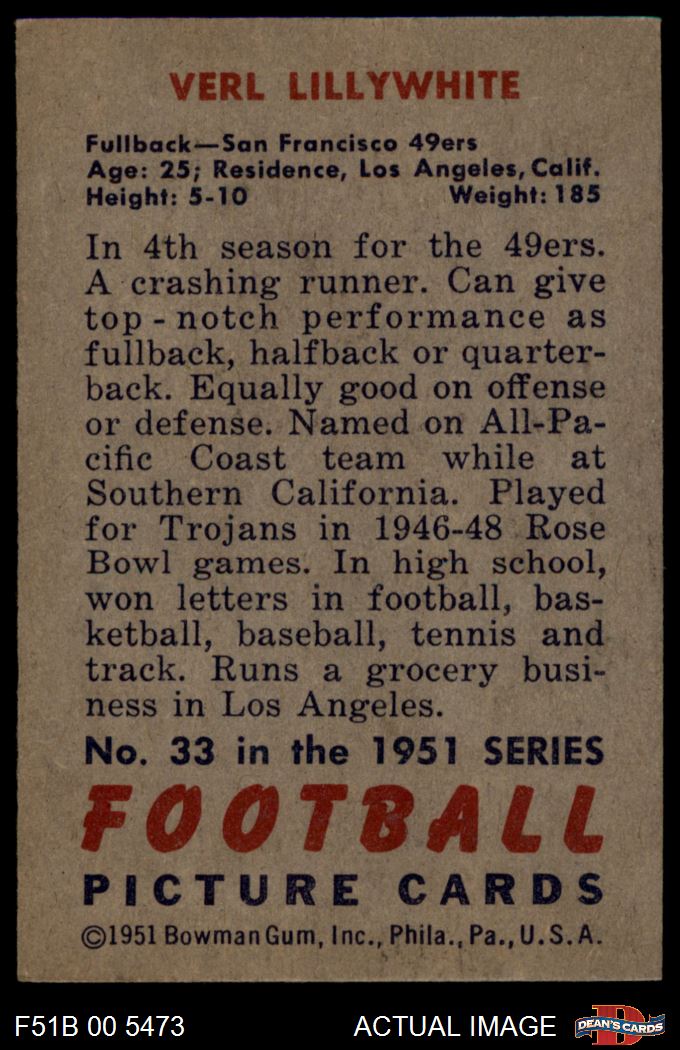 VERL LILLYWHITE
Fullback—San Francisco 49ers
Age: 25; Residence, Los Angeles, Calif.
Height: 5-10 Weight: 185
In 4th season for the 49ers.
A crashing runner. Can give
top-notch performance as
fullback, halfback or quarter-
back. Equally good on offense
or defense. Named on All-Pa-
cific Coast team while at
Southern California. Played
for Trojans in 1946-48 Rose
Bowl games. In high school,
won letters in football, bas-
ketball, baseball, tennis and
track. Runs a grocery busi-
ness in Los Angeles.
No. 33 in the 1951 SERIES
FOOTBALL
PICTURE CARDS
©1951 Bowman Gum, Inc., Phila., Pa., U.S.A.
F51B 00 5473 ACTUAL IMAGE D DEAN'S CARDS